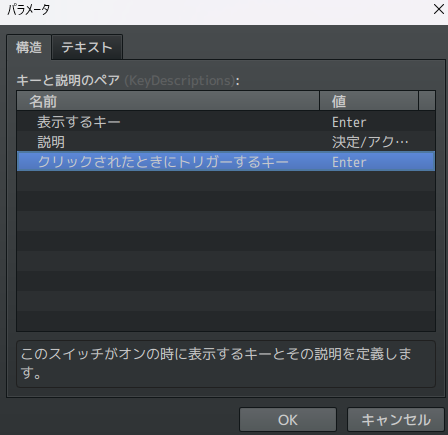 パラメータ
構造 テキスト
キーと説明のペア (KeyDescriptions):
名前 値
表示するキー Enter
説明 決定/アク…
クリックされたときにトリガーするキー Enter
このスイッチがオンの時に表示するキーとその説明を定義しま
す。
OK キャンセル